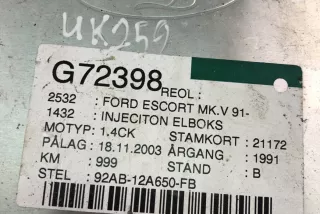 UK259
G72398 REOL :
2532 : FORD ESCORT MK.V 91-
1432 : INJECITON ELBOKS
MOTYP: 1.4CK STAMKORT : 21172
PÅLAG : 18.11.2003 ÅRGANG : 1991
KM : 999 STAND : B
STEL : 92AB-12A650-FB